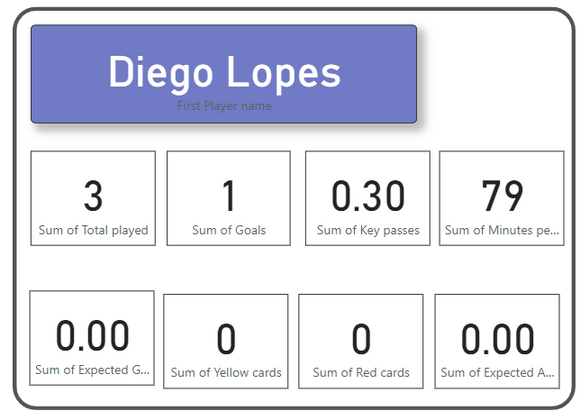 Diego Lopes
First Player name
3
Sum of Total played
1
Sum of Goals
0.30
Sum of Key passes
79
Sum of Minutes pe...
0.00
Sum of Expected G...
0
Sum of Yellow cards
0
Sum of Red cards
0.00
Sum of Expected A...